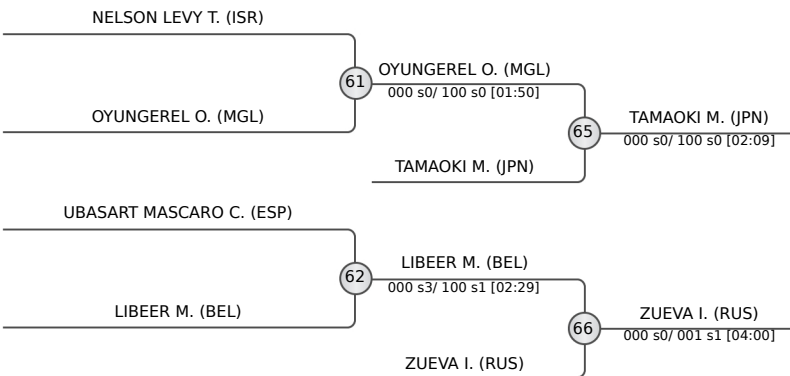 NELSON LEVY T. (ISR)
61
OYUNGEREL O. (MGL)
000 s0/ 100 s0 [01:50]
OYUNGEREL O. (MGL)
65
TAMAOKI M. (JPN)
000 s0/ 100 s0 [02:09]
TAMAOKI M. (JPN)
UBASART MASCARO C. (ESP)
62
LIBEER M. (BEL)
000 s3/ 100 s1 [02:29]
LIBEER M. (BEL)
66
ZUEVA I. (RUS)
000 s0/ 001 s1 [04:00]
ZUEVA I. (RUS)